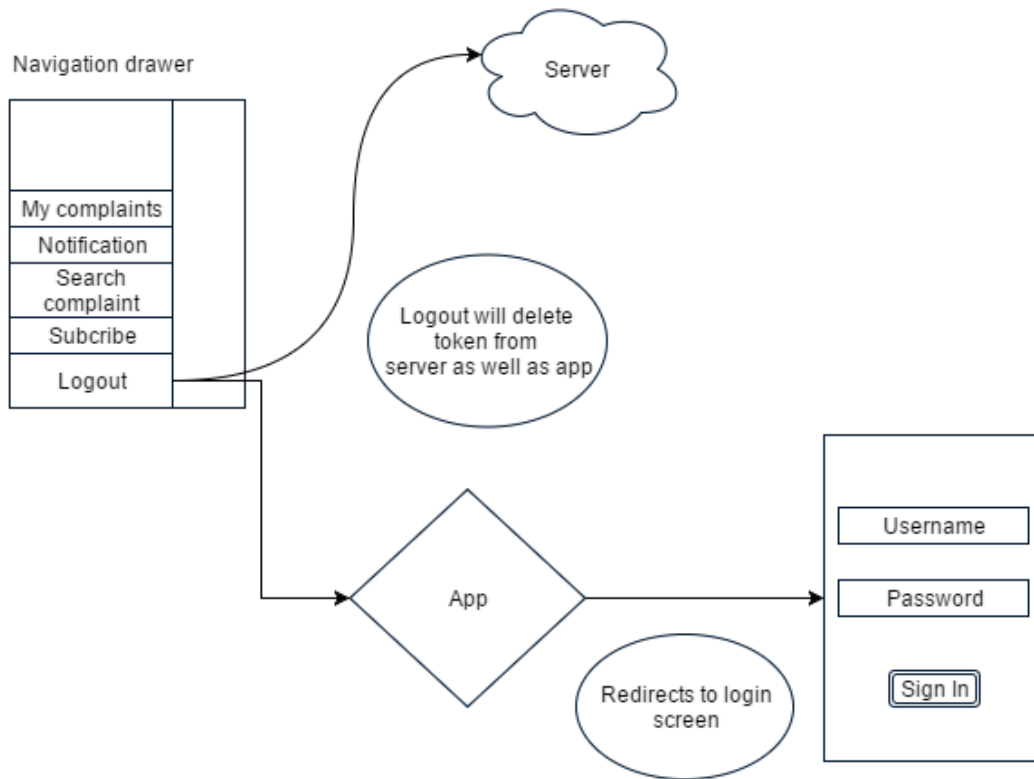 Navigation drawer
Server
My complaints
Notification
Search
complaint
Subcribe
Logout
Logout will delete
token from
server as well as app
App
Redirects to login
screen
Username
Password
Sign In